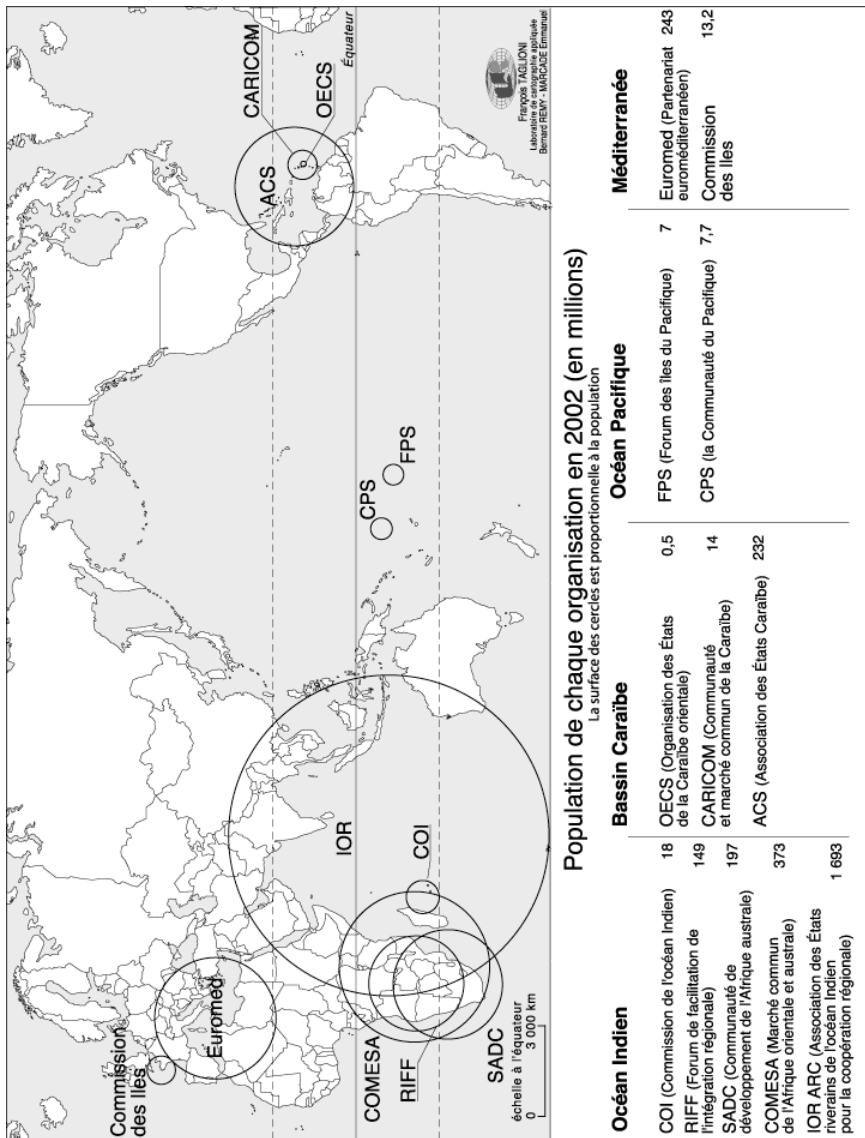 Commission
des Iles
Euromed
COMESA
RIFF
SADC
IOR
COI
CPS
FPS
ACS
CARICOM
OECS
Équateur
échelle à l'équateur
0 3 000 km
François TAGLIONI
Laboratoire de cartographie appliquée
Bernard REMY - MARCADE Emmanuel
Population de chaque organisation en 2002 (en millions)
La surface des cercles est proportionnelle à la population
Océan Indien
COI (Commission de l'océan Indien) 18
RIFF (Forum de facilitation de 149
l'intégration régionale)
SADC (Communauté de 197
développement de l'Afrique australe)
COMESA (Marché commun 373
de l'Afrique orientale et australe)
IOR ARC (Association des États
riverains de l'océan Indien 1 693
pour la coopération régionale)
Bassin Caraïbe
OECS (Organisation des États 0,5
de la Caraïbe orientale)
CARICOM (Communauté 14
et marché commun de la Caraïbe)
ACS (Association des États Caraïbe) 232
Océan Pacifique
FPS (Forum des îles du Pacifique) 7
CPS (la Communauté du Pacifique) 7,7
Méditerranée
Euromed (Partenariat 243
euroméditerranéen)
Commission 13,2
des Iles